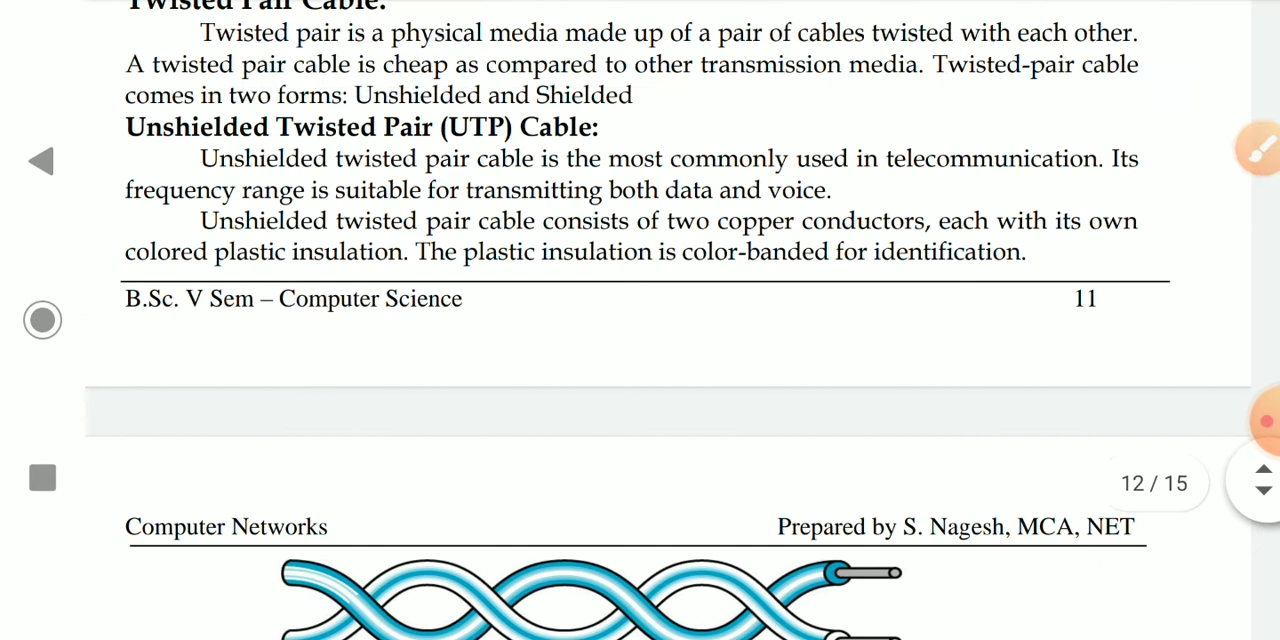 Twisted Pair Cable:
Twisted pair is a physical media made up of a pair of cables twisted with each other.
A twisted pair cable is cheap as compared to other transmission media. Twisted-pair cable
comes in two forms: Unshielded and Shielded
Unshielded Twisted Pair (UTP) Cable:
Unshielded twisted pair cable is the most commonly used in telecommunication. Its
frequency range is suitable for transmitting both data and voice.
Unshielded twisted pair cable consists of two copper conductors, each with its own
colored plastic insulation. The plastic insulation is color-banded for identification.
B.Sc. V Sem – Computer Science 11
12 / 15
Computer Networks Prepared by S. Nagesh, MCA, NET